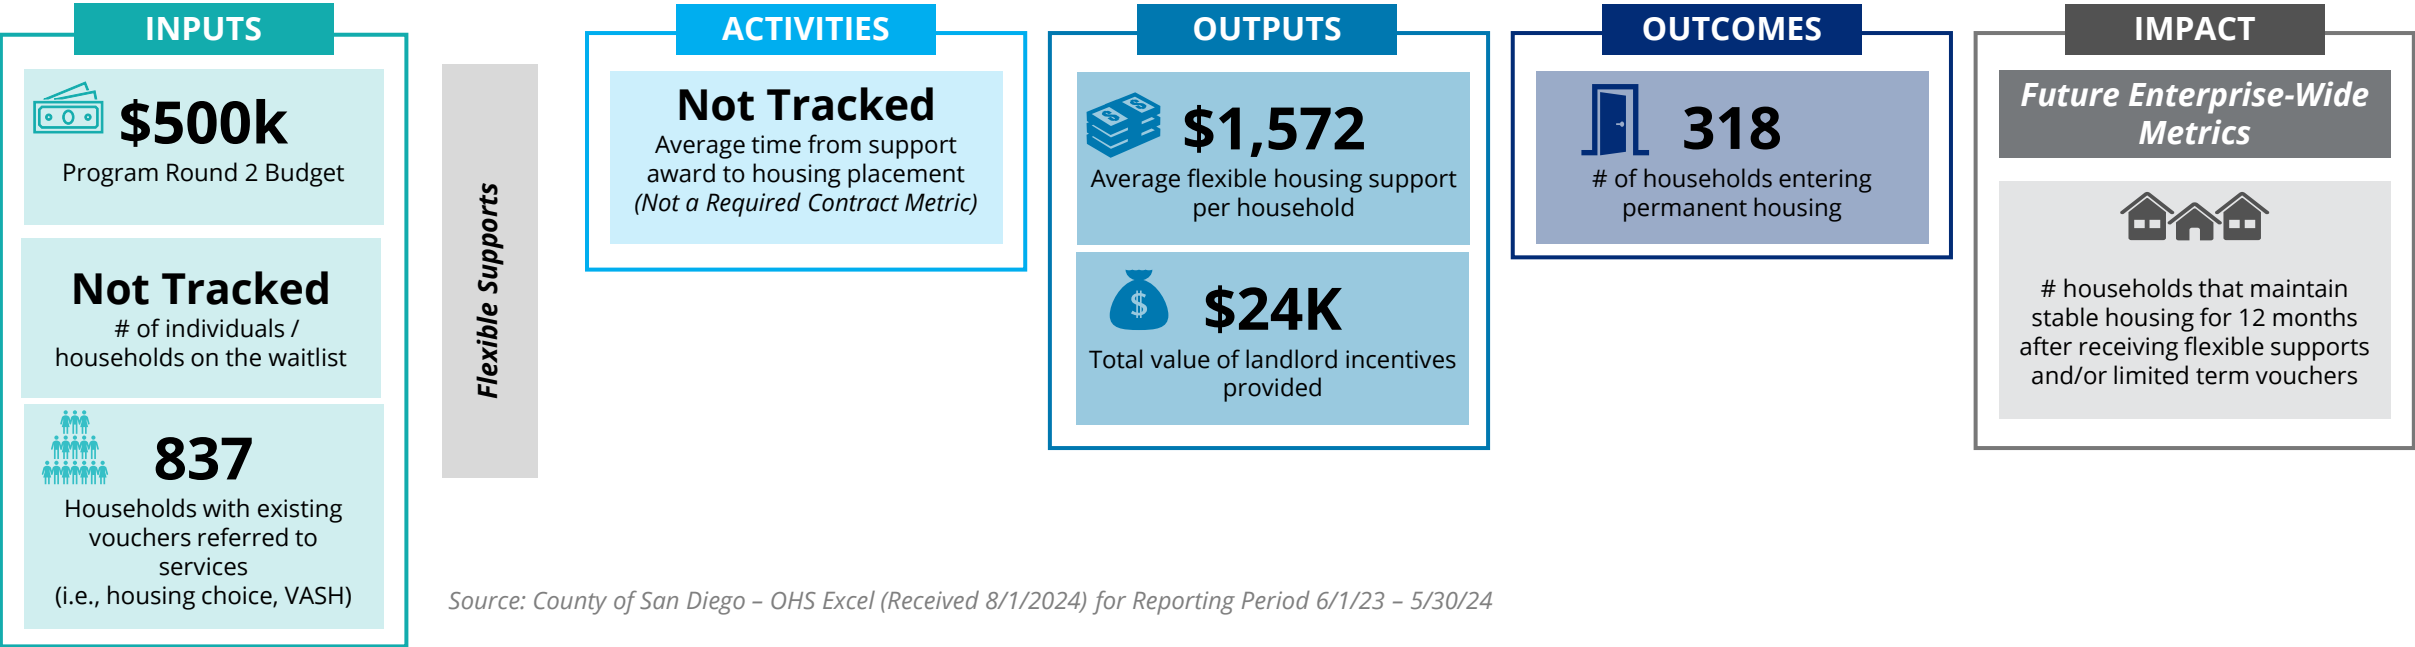 INPUTS
$500k
Program Round 2 Budget
Not Tracked
# of individuals /
households on the waitlist
837
Households with existing
vouchers referred to
services
(i.e., housing choice, VASH)
Flexible Supports
ACTIVITIES
Not Tracked
Average time from support
award to housing placement
(Not a Required Contract Metric)
OUTPUTS
$1,572
Average flexible housing support
per household
$24K
Total value of landlord incentives
provided
OUTCOMES
318
# of households entering
permanent housing
IMPACT
Future Enterprise-Wide
Metrics
# households that maintain
stable housing for 12 months
after receiving flexible supports
and/or limited term vouchers
Source: County of San Diego – OHS Excel (Received 8/1/2024) for Reporting Period 6/1/23 – 5/30/24